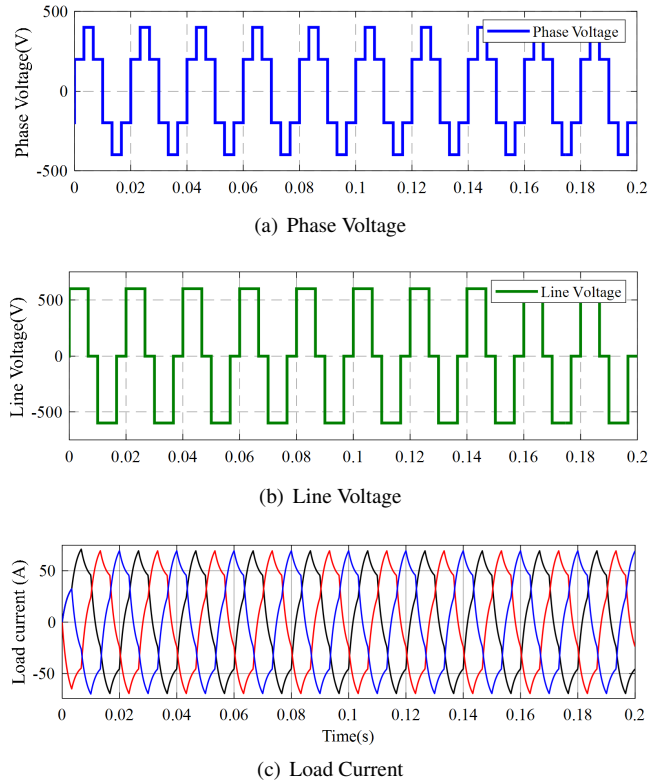 500
Phase Voltage
Phase Voltage(V)
0
-500
0 0.02 0.04 0.06 0.08 0.1 0.12 0.14 0.16 0.18 0.2
(a) Phase Voltage
500
Line Voltage
Line Voltage(V)
0
-500
0 0.02 0.04 0.06 0.08 0.1 0.12 0.14 0.16 0.18 0.2
(b) Line Voltage
50
Load current (A)
0
-50
0 0.02 0.04 0.06 0.08 0.1 0.12 0.14 0.16 0.18 0.2
Time(s)
(c) Load Current